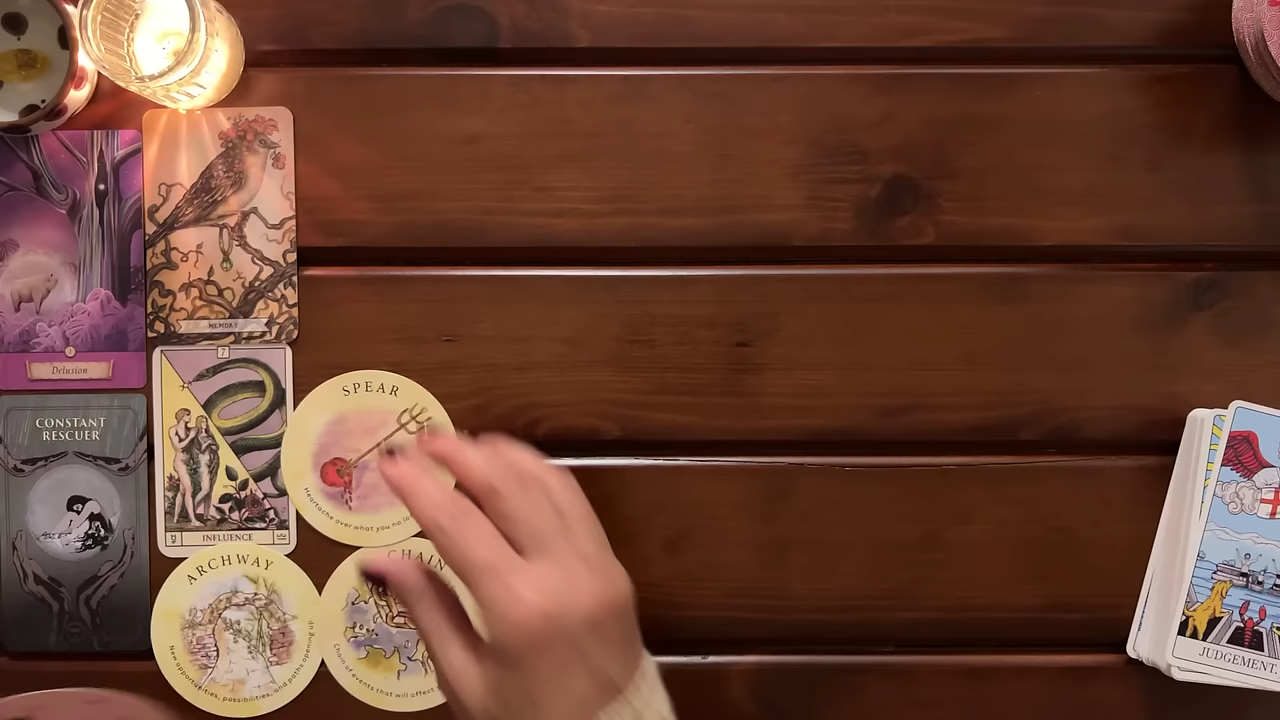 MEMORY
1
Delusion
7
SPEAR
Heartache over what you no
CONSTANT
RESCUER
INFLUENCE
ARCHWAY
New opportunities, possibilities, and paths opening up
CHAIN
Chain of events that will affect
JUDGEMENT.